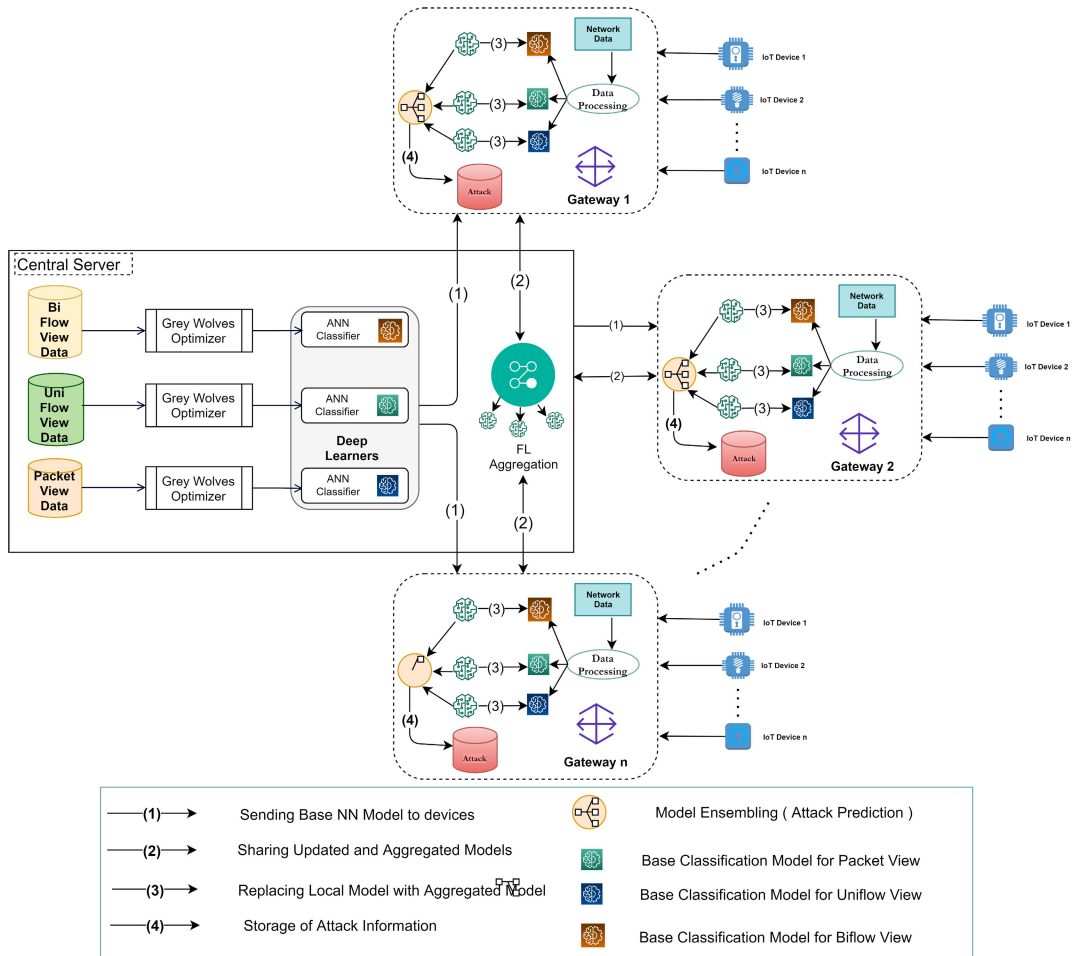 (3)
Network
Data
IoT Device 1
(3)
Data
Processing
IoT Device 2
(3)
(4)
Attack
Gateway 1
IoT Device n
Central Server
(1)
(2)
Bi
Flow
View
Data
Grey Wolves
Optimizer
ANN
Classifier
Uni
Flow
View
Data
Grey Wolves
Optimizer
ANN
Classifier
Deep
Learners
Packet
View
Data
Grey Wolves
Optimizer
ANN
Classifier
FL
Aggregation
(1)
(2)
(1)
(2)
(3)
Network
Data
IoT Device 1
(3)
Data
Processing
IoT Device 2
(3)
(4)
Attack
Gateway 2
IoT Device n
(3)
Network
Data
IoT Device 1
(3)
Data
Processing
IoT Device 2
(3)
(4)
Attack
Gateway n
IoT Device n
(1) Sending Base NN Model to devices
(2) Sharing Updated and Aggregated Models
(3) Replacing Local Model with Aggregated Model
(4) Storage of Attack Information
Model Ensembling ( Attack Prediction )
Base Classification Model for Packet View
Base Classification Model for Uniflow View
Base Classification Model for Biflow View